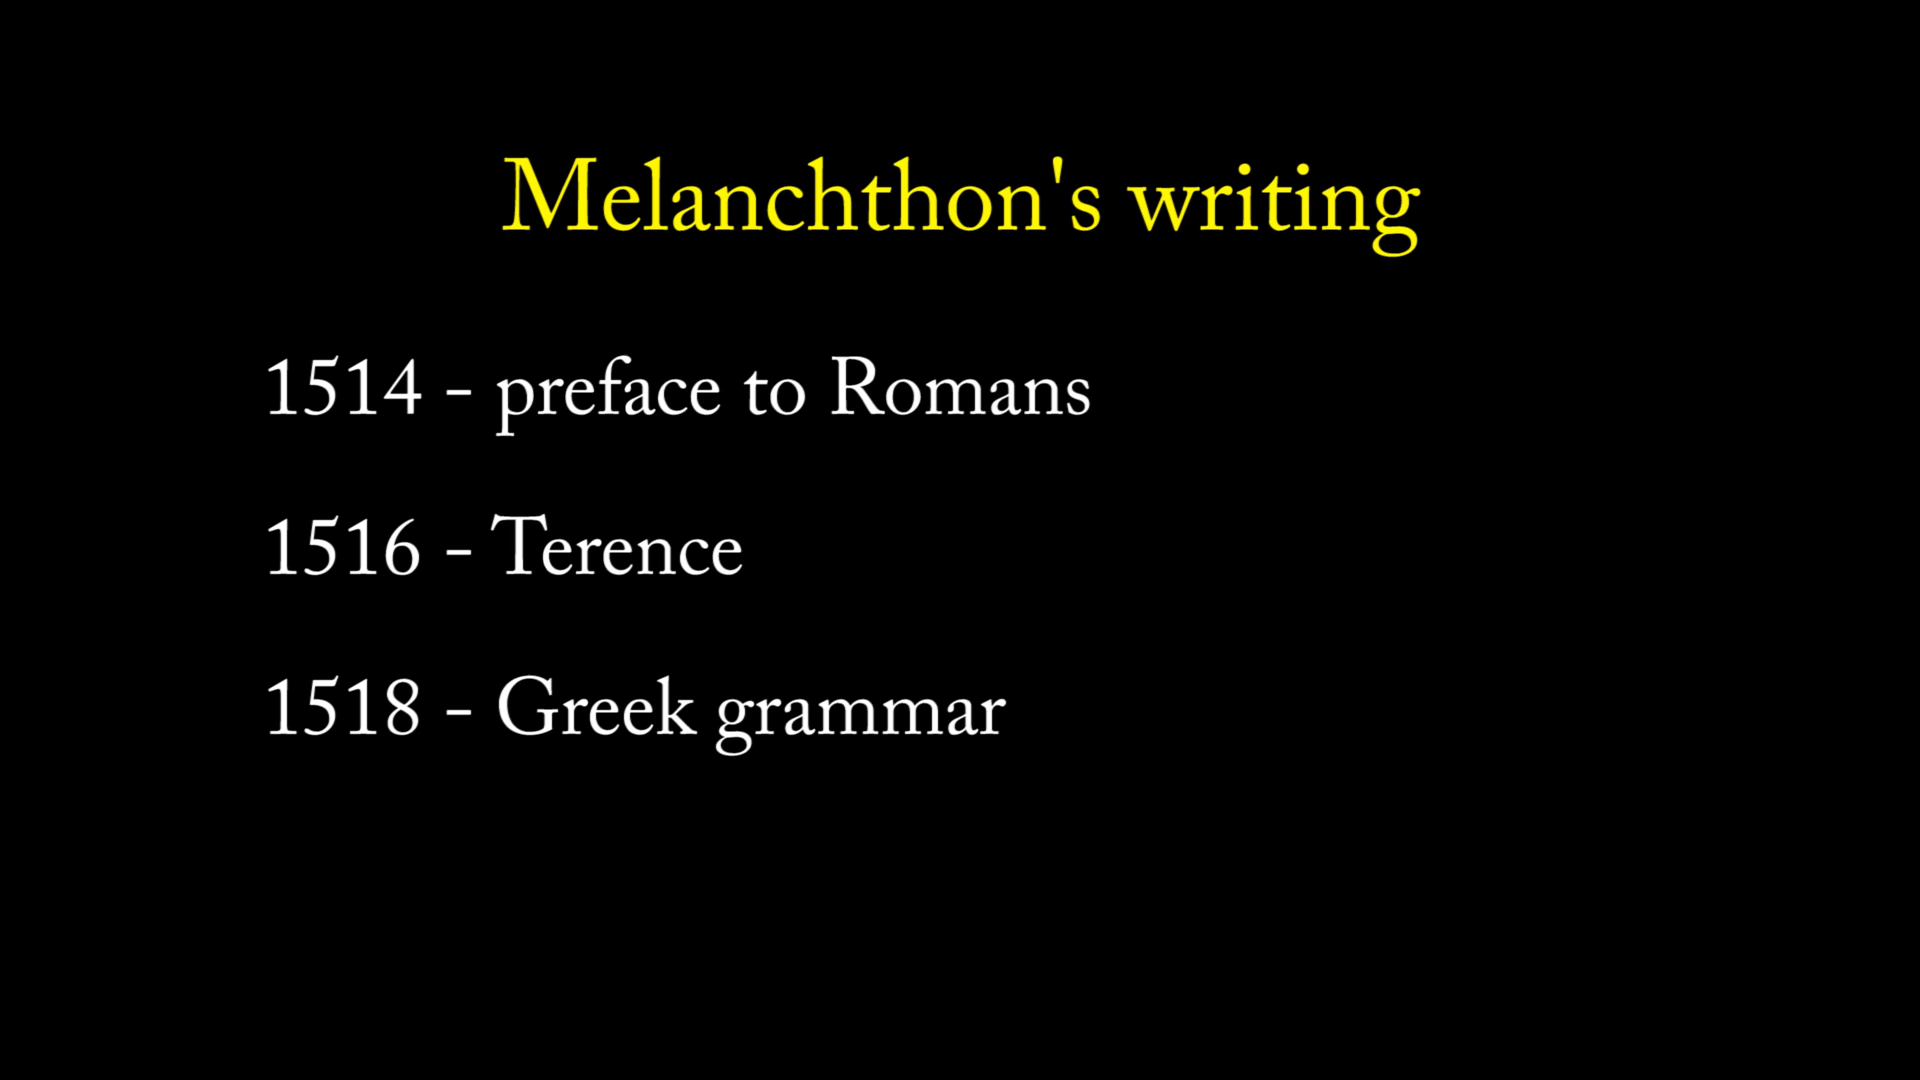 Melanchthon's writing
1514 - preface to Romans
1516 - Terence
1518 - Greek grammar